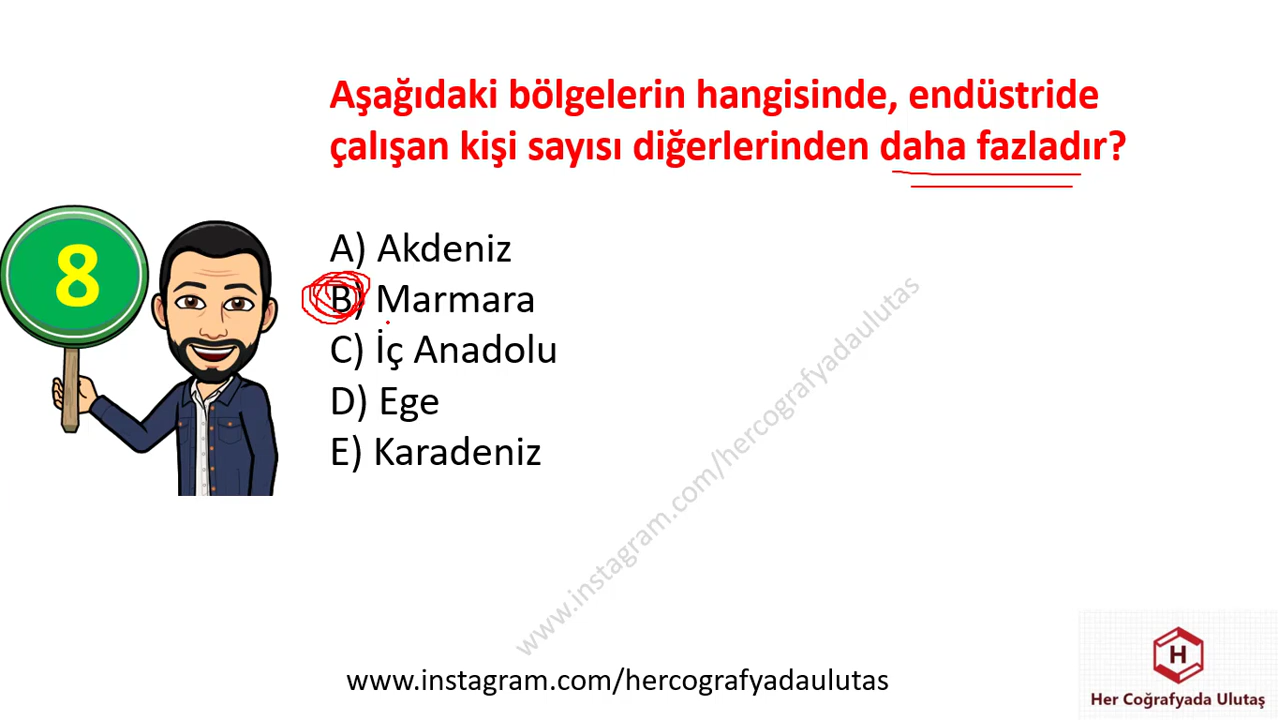 Aşağıdaki bölgelerin hangisinde, endüstride
çalışan kişi sayısı diğerlerinden daha fazladır?
8
A) Akdeniz
B) Marmara
C) İç Anadolu
D) Ege
E) Karadeniz
www.instagram.com/hercografyadaulutas
www.instagram.com/hercografyadaulutas
H
Her Coğrafyada Ulutaş